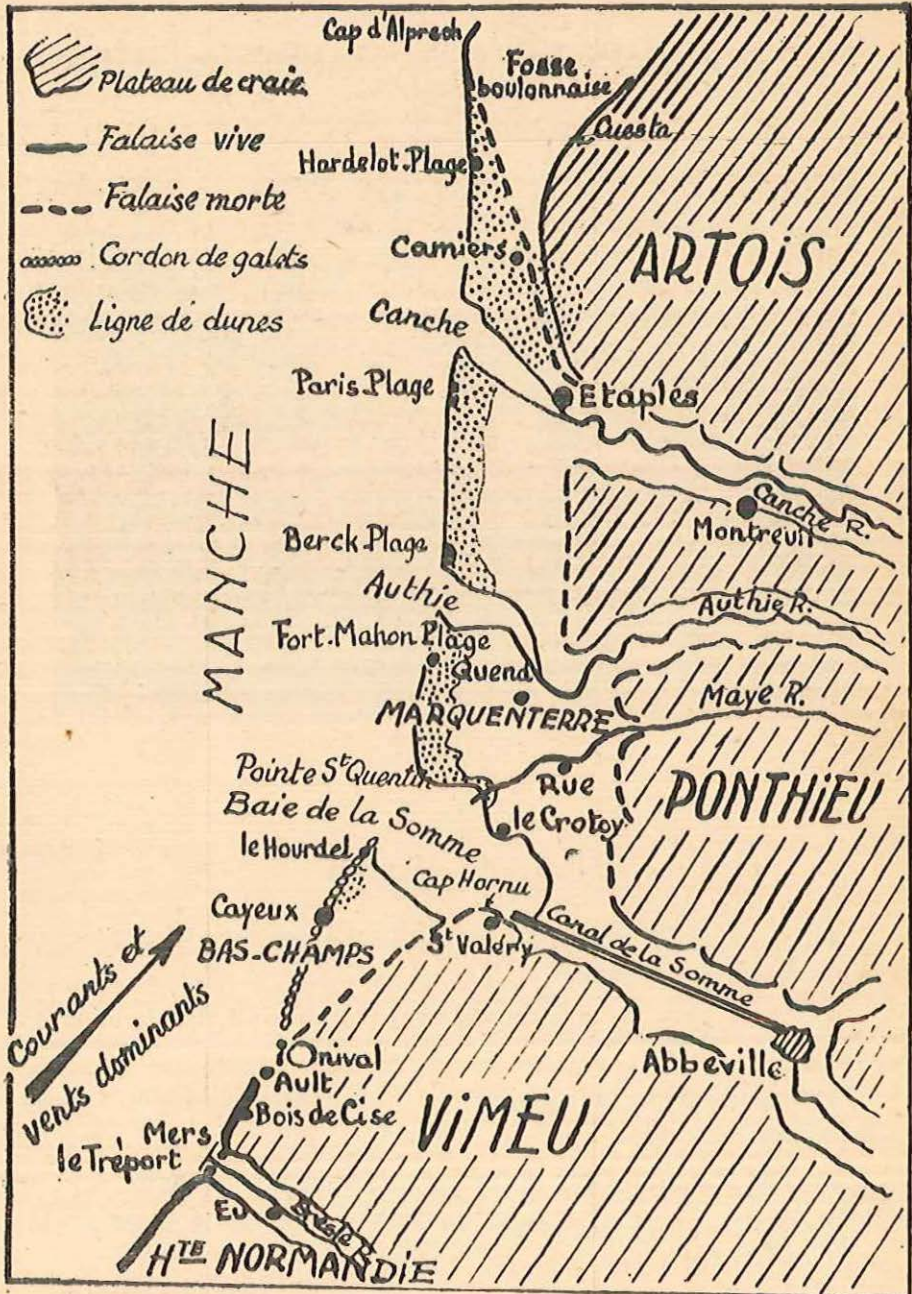 Plateau de craie
Falaise vive
Falaise morte
Cordon de galets
Ligne de dunes
Cap d'Alprech
Fosse
boulonnaise
Cuesta
Hardelot-Plage
Camiers
ARTOIS
Canche
Paris-Plage
Etaples
MANCHE
Canche R.
Montreuil
Berck-Plage
Authie
Authie R.
Fort-Mahon Plage
Quend
MARQUENTERRE
Maye R.
Pointe St Quentin
Rue
PONTHIEU
Baie de la Somme
le Crotoy
le Hourdel
Cap Hornu
Cayeux
BAS-CHAMPS
St Valéry
Canal de la Somme
Courants et
vents dominants
Abbeville
Onival
Ault
Bois de Cise
VIMEU
Mers
le Tréport
Eu
Bresle R.
HTE NORMANDIE